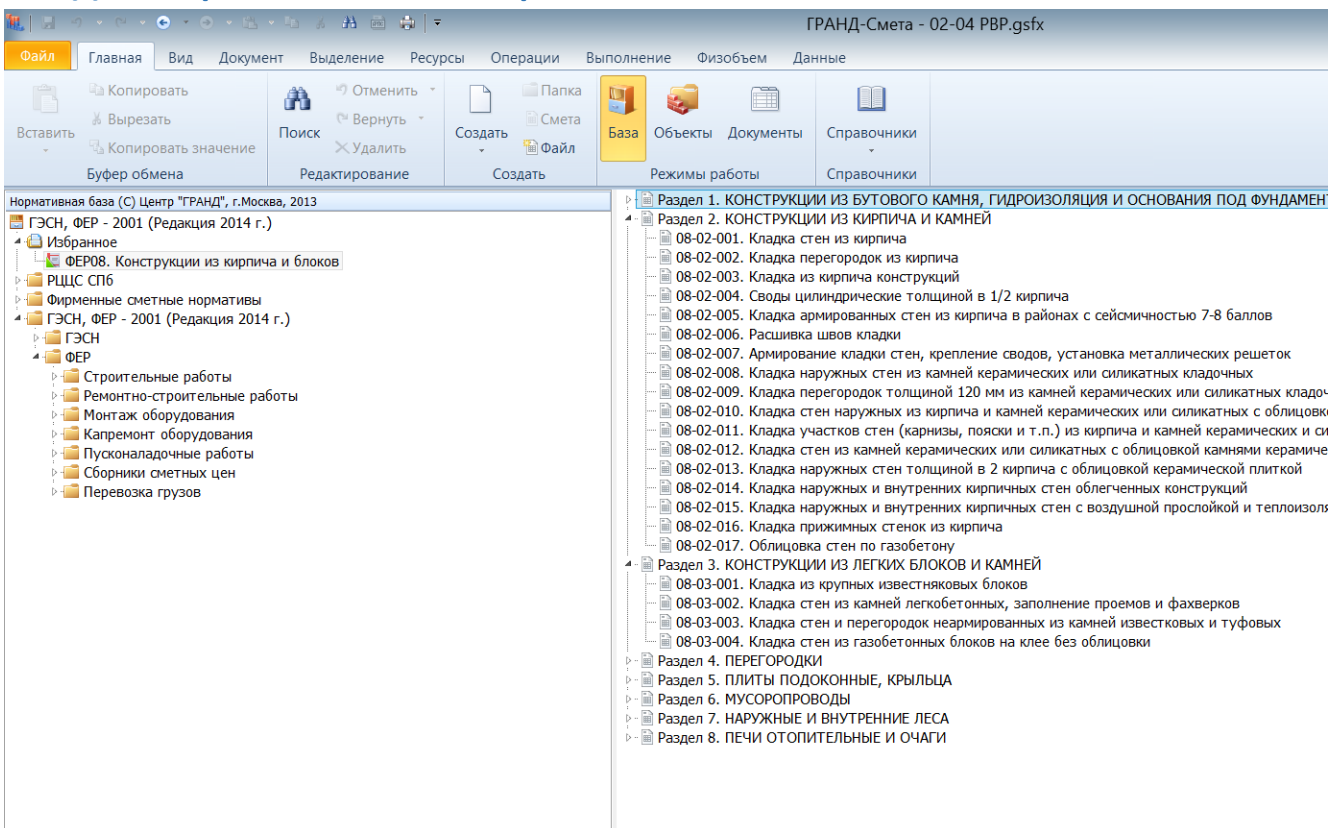 ГРАНД-Смета - 02-04 РВР.gsfx
Файл Главная Вид Документ Выделение Ресурсы Операции Выполнение Физобъем Данные
Вставить
Копировать
Вырезать
Копировать значение
Буфер обмена
Поиск
Отменить
Вернуть
Удалить
Редактирование
Создать
Папка
Смета
Файл
Создать
База Объекты Документы
Режимы работы
Справочники
Справочники
Нормативная база (С) Центр "ГРАНД", г.Москва, 2013
ГЭСН, ФЕР - 2001 (Редакция 2014 г.)
Избранное
ФЕР08. Конструкции из кирпича и блоков
РЦЦС СПб
Фирменные сметные нормативы
ГЭСН, ФЕР - 2001 (Редакция 2014 г.)
ГЭСН
ФЕР
Строительные работы
Ремонтно-строительные работы
Монтаж оборудования
Капремонт оборудования
Пусконаладочные работы
Сборники сметных цен
Перевозка грузов
Раздел 1. КОНСТРУКЦИИ ИЗ БУТОВОГО КАМНЯ, ГИДРОИЗОЛЯЦИЯ И ОСНОВАНИЯ ПОД ФУНДАМЕНТ
Раздел 2. КОНСТРУКЦИИ ИЗ КИРПИЧА И КАМНЕЙ
08-02-001. Кладка стен из кирпича
08-02-002. Кладка перегородок из кирпича
08-02-003. Кладка из кирпича конструкций
08-02-004. Своды цилиндрические толщиной в 1/2 кирпича
08-02-005. Кладка армированных стен из кирпича в районах с сейсмичностью 7-8 баллов
08-02-006. Расшивка швов кладки
08-02-007. Армирование кладки стен, крепление сводов, установка металлических решеток
08-02-008. Кладка наружных стен из камней керамических или силикатных кладочных
08-02-009. Кладка перегородок толщиной 120 мм из камней керамических или силикатных кладоч
08-02-010. Кладка стен наружных из кирпича и камней керамических или силикатных с облицовк
08-02-011. Кладка участков стен (карнизы, пояски и т.п.) из кирпича и камней керамических и си
08-02-012. Кладка стен из камней керамических или силикатных с облицовкой камнями керамиче
08-02-013. Кладка наружных стен толщиной в 2 кирпича с облицовкой керамической плиткой
08-02-014. Кладка наружных и внутренних кирпичных стен облегченных конструкций
08-02-015. Кладка наружных и внутренних кирпичных стен с воздушной прослойкой и теплоизоля
08-02-016. Кладка прижимных стенок из кирпича
08-02-017. Облицовка стен по газобетону
Раздел 3. КОНСТРУКЦИИ ИЗ ЛЕГКИХ БЛОКОВ И КАМНЕЙ
08-03-001. Кладка из крупных известняковых блоков
08-03-002. Кладка стен из камней легкобетонных, заполнение проемов и фахверков
08-03-003. Кладка стен и перегородок неармированных из камней известковых и туфовых
08-03-004. Кладка стен из газобетонных блоков на клее без облицовки
Раздел 4. ПЕРЕГОРОДКИ
Раздел 5. ПЛИТЫ ПОДОКОННЫЕ, КРЫЛЬЦА
Раздел 6. МУСОРОПРОВОДЫ
Раздел 7. НАРУЖНЫЕ И ВНУТРЕННИЕ ЛЕСА
Раздел 8. ПЕЧИ ОТОПИТЕЛЬНЫЕ И ОЧАГИ